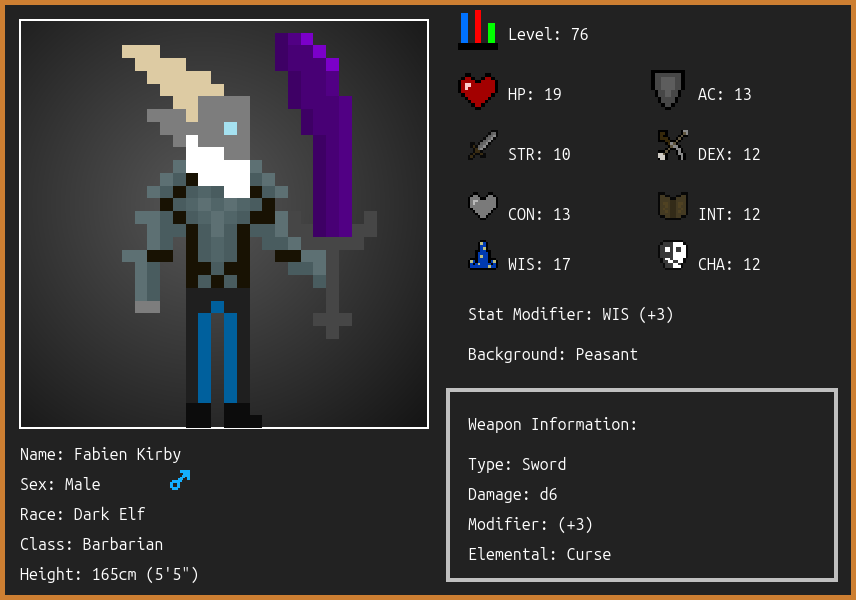 Level: 76
HP: 19
AC: 13
STR: 10
DEX: 12
CON: 13
INT: 12
WIS: 17
CHA: 12
Stat Modifier: WIS (+3)
Background: Peasant
Weapon Information:
Type: Sword
Damage: d6
Modifier: (+3)
Elemental: Curse
Name: Fabien Kirby
Sex: Male
Race: Dark Elf
Class: Barbarian
Height: 165cm (5'5")